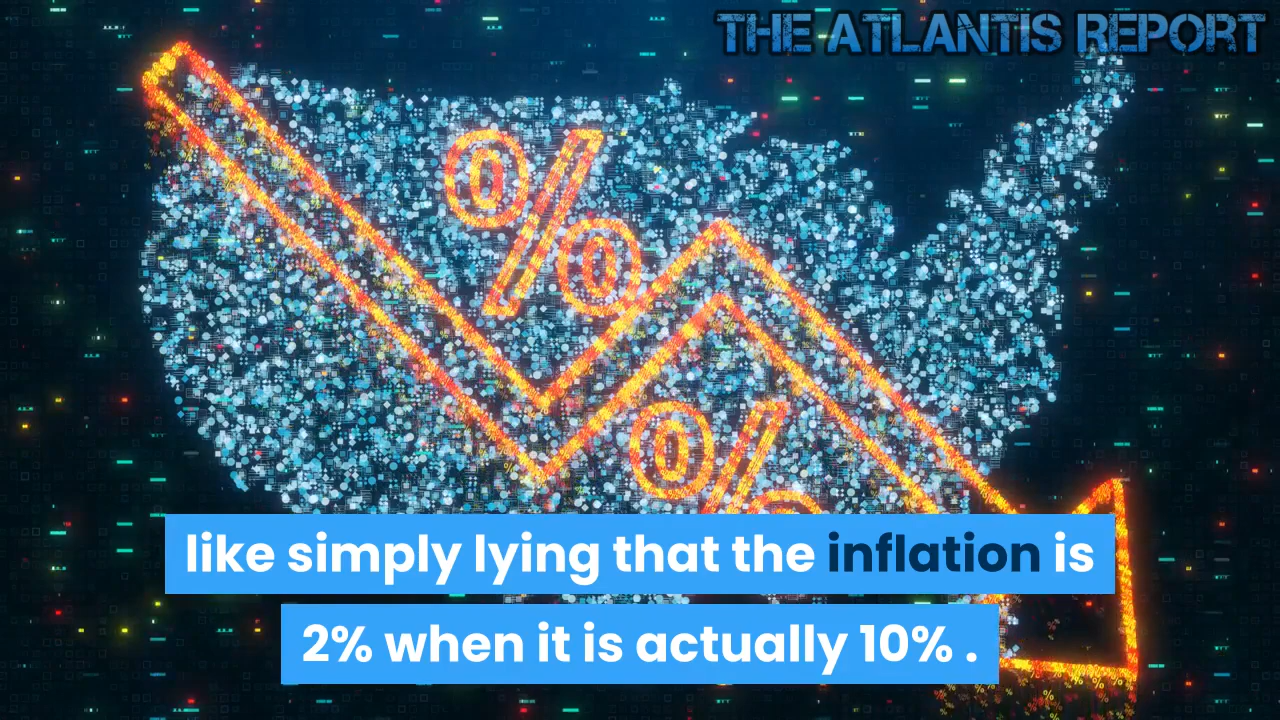 THE ATLANTIS REPORT
%
%
like simply lying that the inflation is
2% when it is actually 10% .